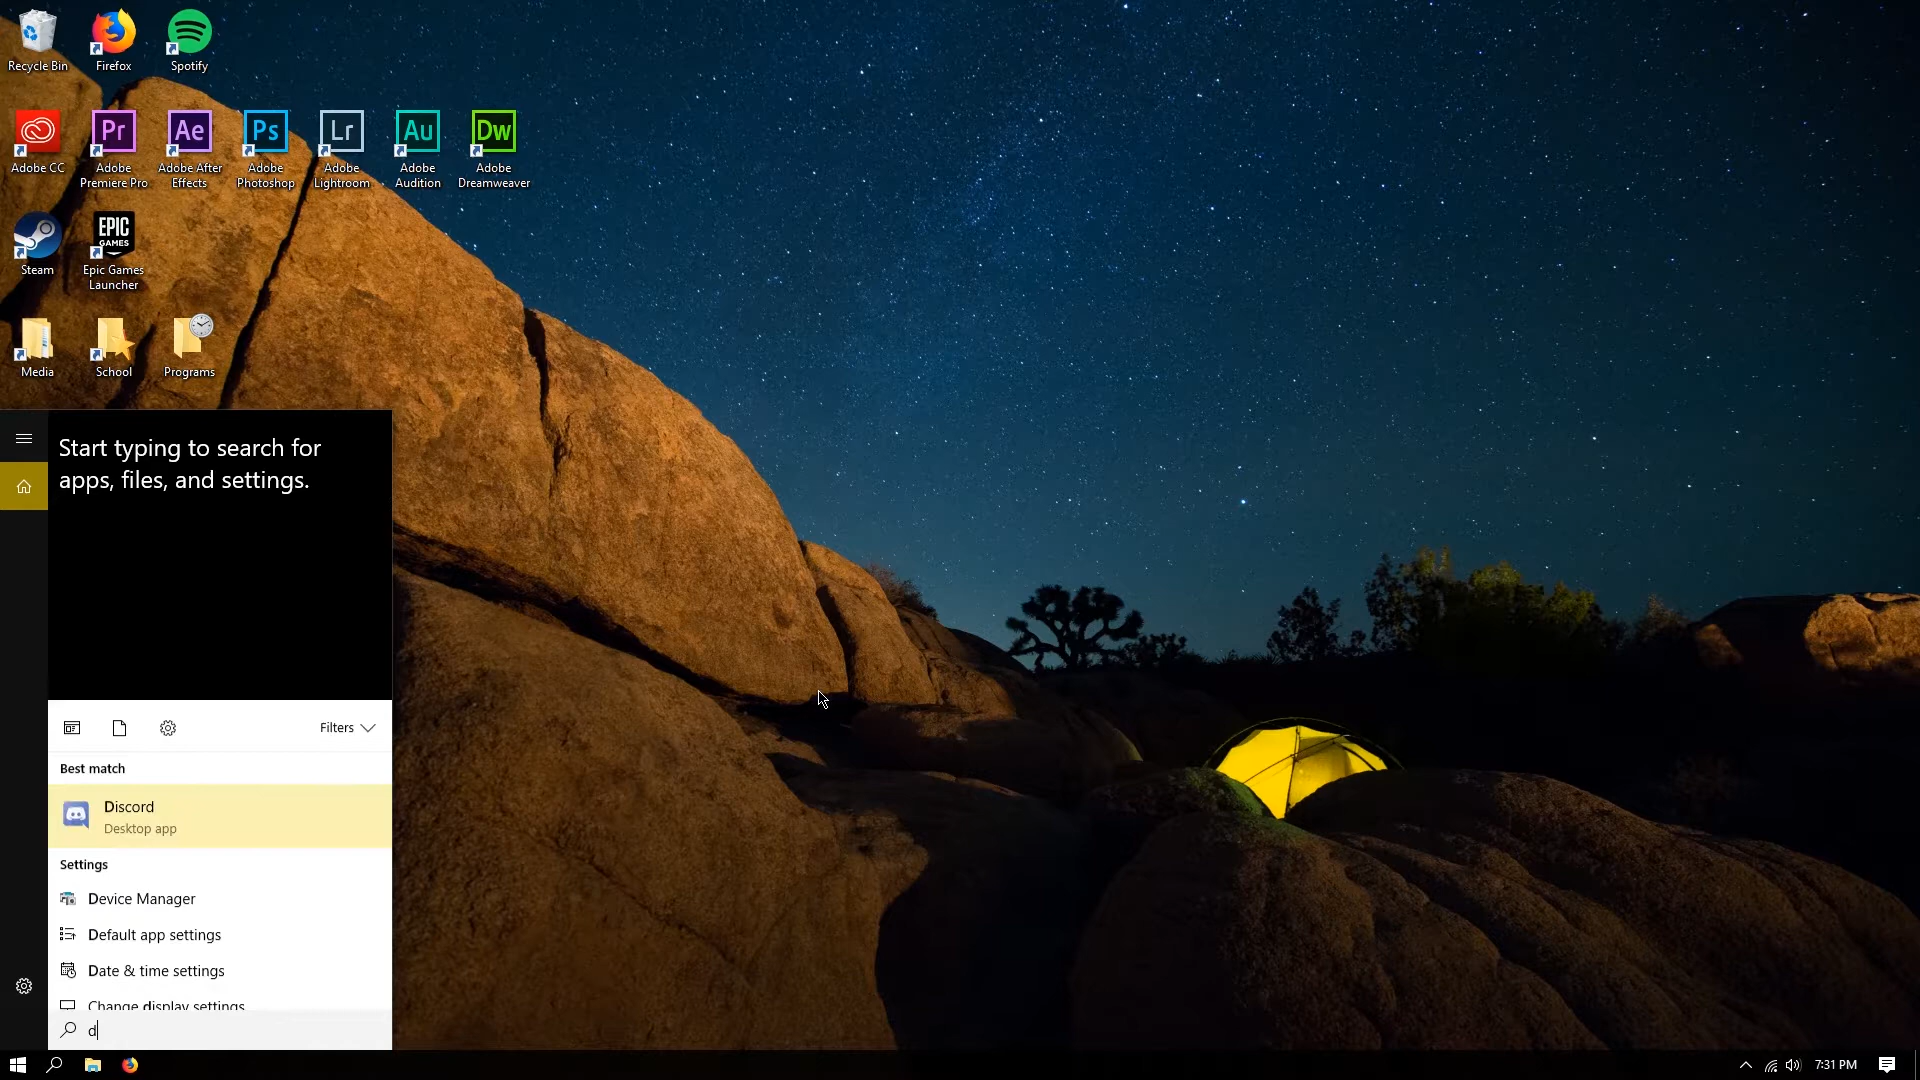 Recycle Bin
Firefox
Spotify
Pr
Ae
Ps
Lr
Au
Dw
Adobe CC
Adobe
Premiere Pro
Adobe After
Effects
Adobe
Photoshop
Adobe
Lightroom
Adobe
Audition
Adobe
Dreamweaver
EPIC
GAMES
Steam
Epic Games
Launcher
Media
School
Programs
Start typing to search for
apps, files, and settings.
Filters
Best match
Discord
Desktop app
Settings
Device Manager
Default app settings
Date & time settings
Change display settings
d
7:31 PM